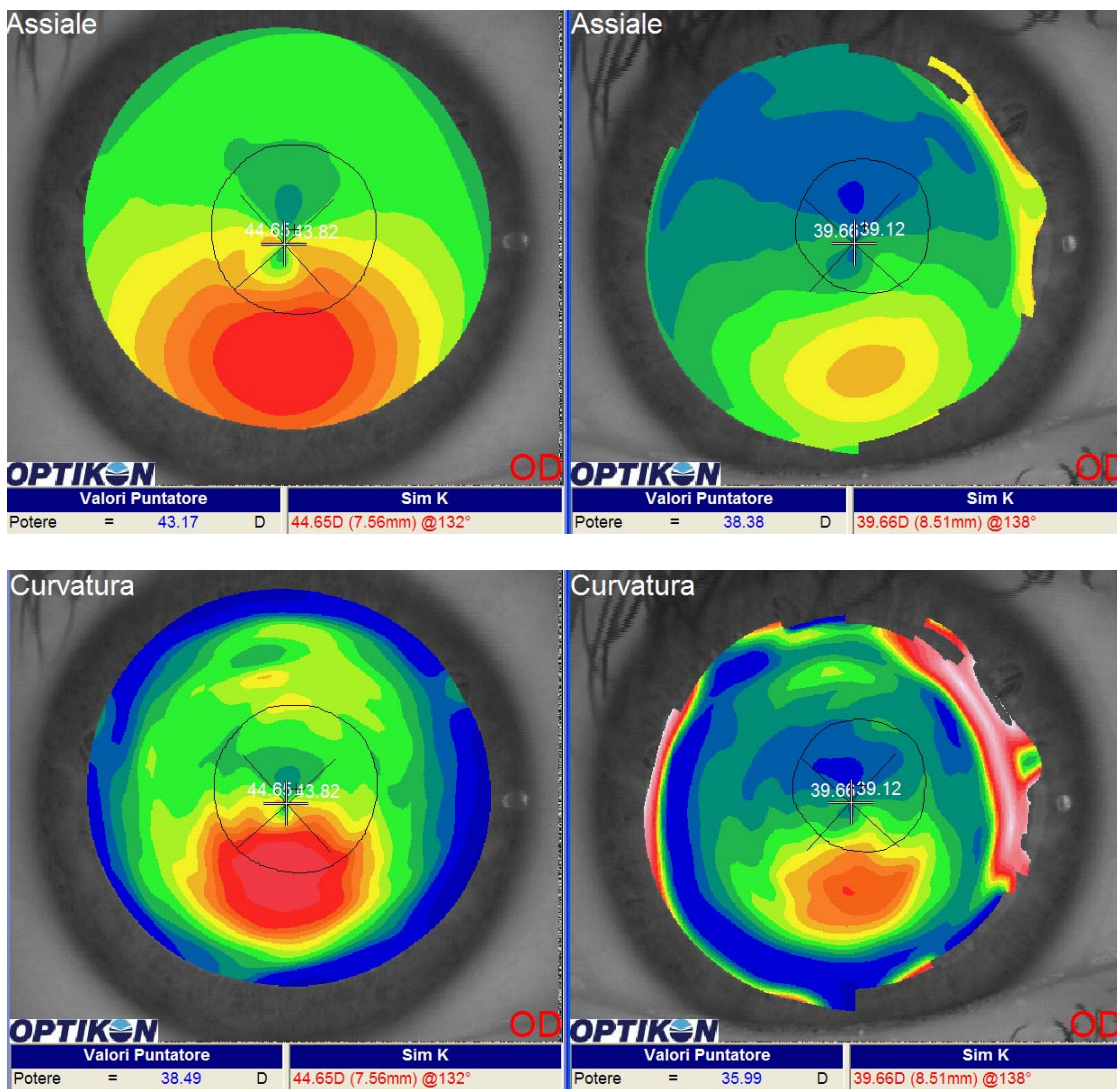 Assiale
44.65 43.82
OPTIKON
OD
Valori Puntatore
Sim K
Potere = 43.17 D
44.65D (7.56mm) @132°
Assiale
39.66 39.12
OPTIKON
OD
Valori Puntatore
Sim K
Potere = 38.38 D
39.66D (8.51mm) @138°
Curvatura
44.65 43.82
OPTIKON
OD
Valori Puntatore
Sim K
Potere = 38.49 D
44.65D (7.56mm) @132°
Curvatura
39.66 39.12
OPTIKON
OD
Valori Puntatore
Sim K
Potere = 35.99 D
39.66D (8.51mm) @138°